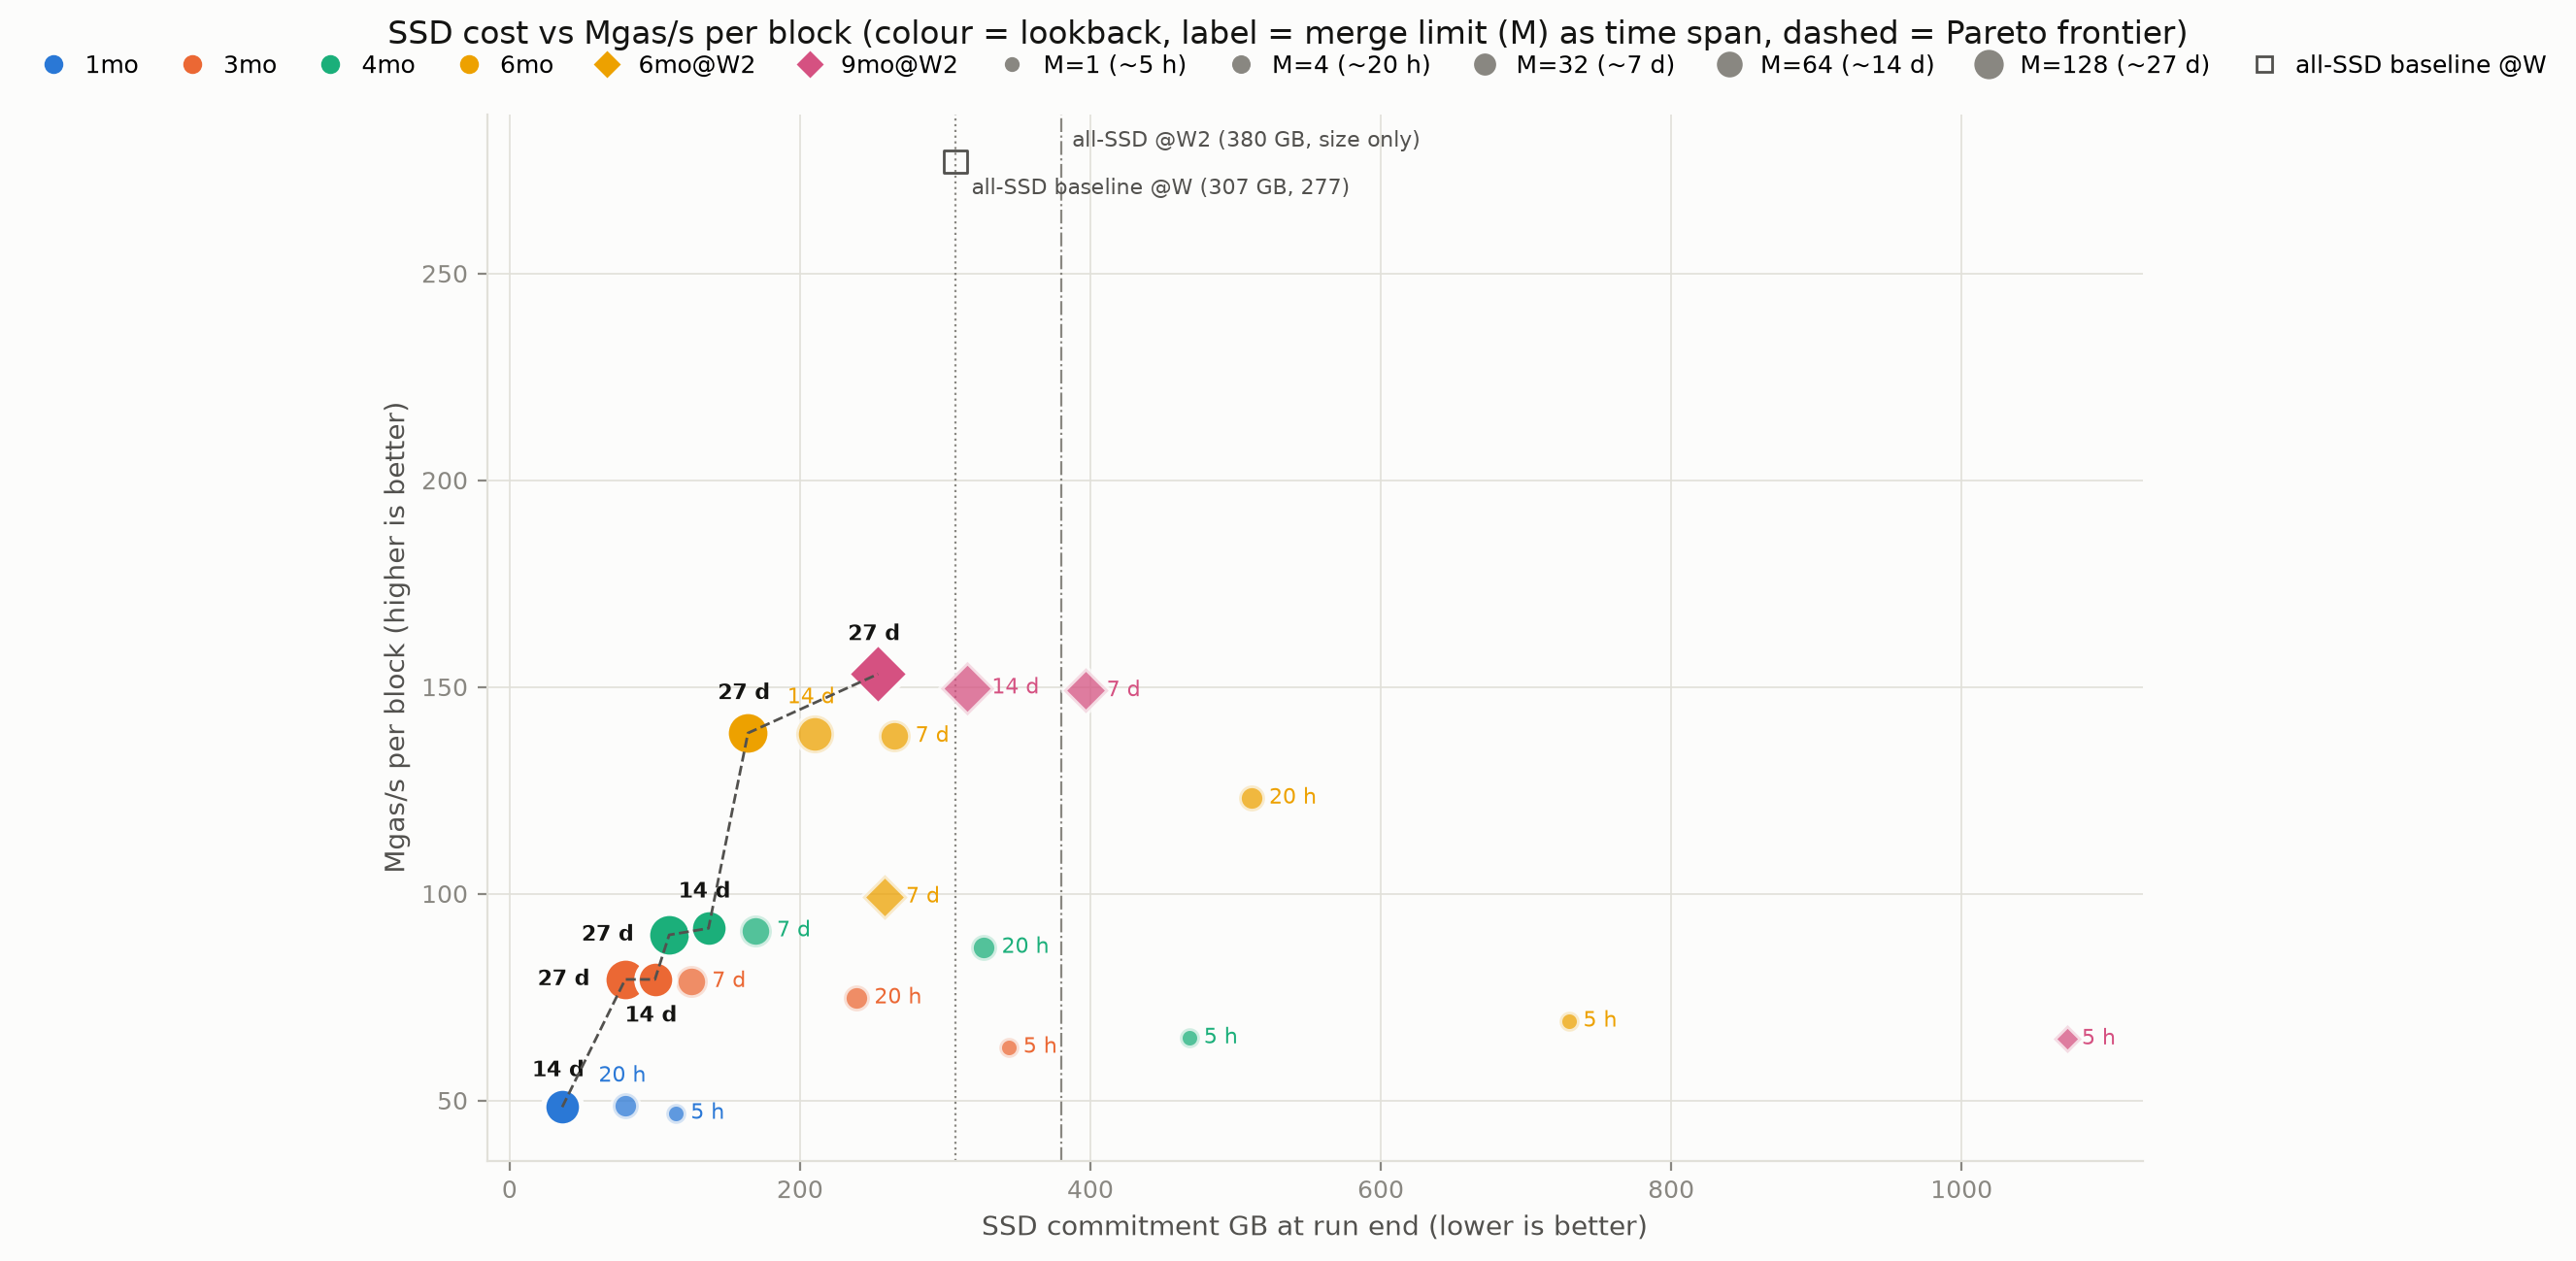 SSD cost vs Mgas/s per block (colour = lookback, label = merge limit (M) as time span, dashed = Pareto frontier)
1mo 3mo 4mo 6mo 6mo@W2 9mo@W2 M=1 (~5 h) M=4 (~20 h) M=32 (~7 d) M=64 (~14 d) M=128 (~27 d) all-SSD baseline @W
all-SSD @W2 (380 GB, size only)
all-SSD baseline @W (307 GB, 277)
250
200
150
100
50
Mgas/s per block (higher is better)
27 d
27 d
14 d
14 d
7 d
7 d
20 h
14 d
7 d
27 d
7 d
20 h
27 d
7 d
20 h
14 d
5 h
5 h
5 h
5 h
14 d
20 h
5 h
0
200
400
600
800
1000
SSD commitment GB at run end (lower is better)